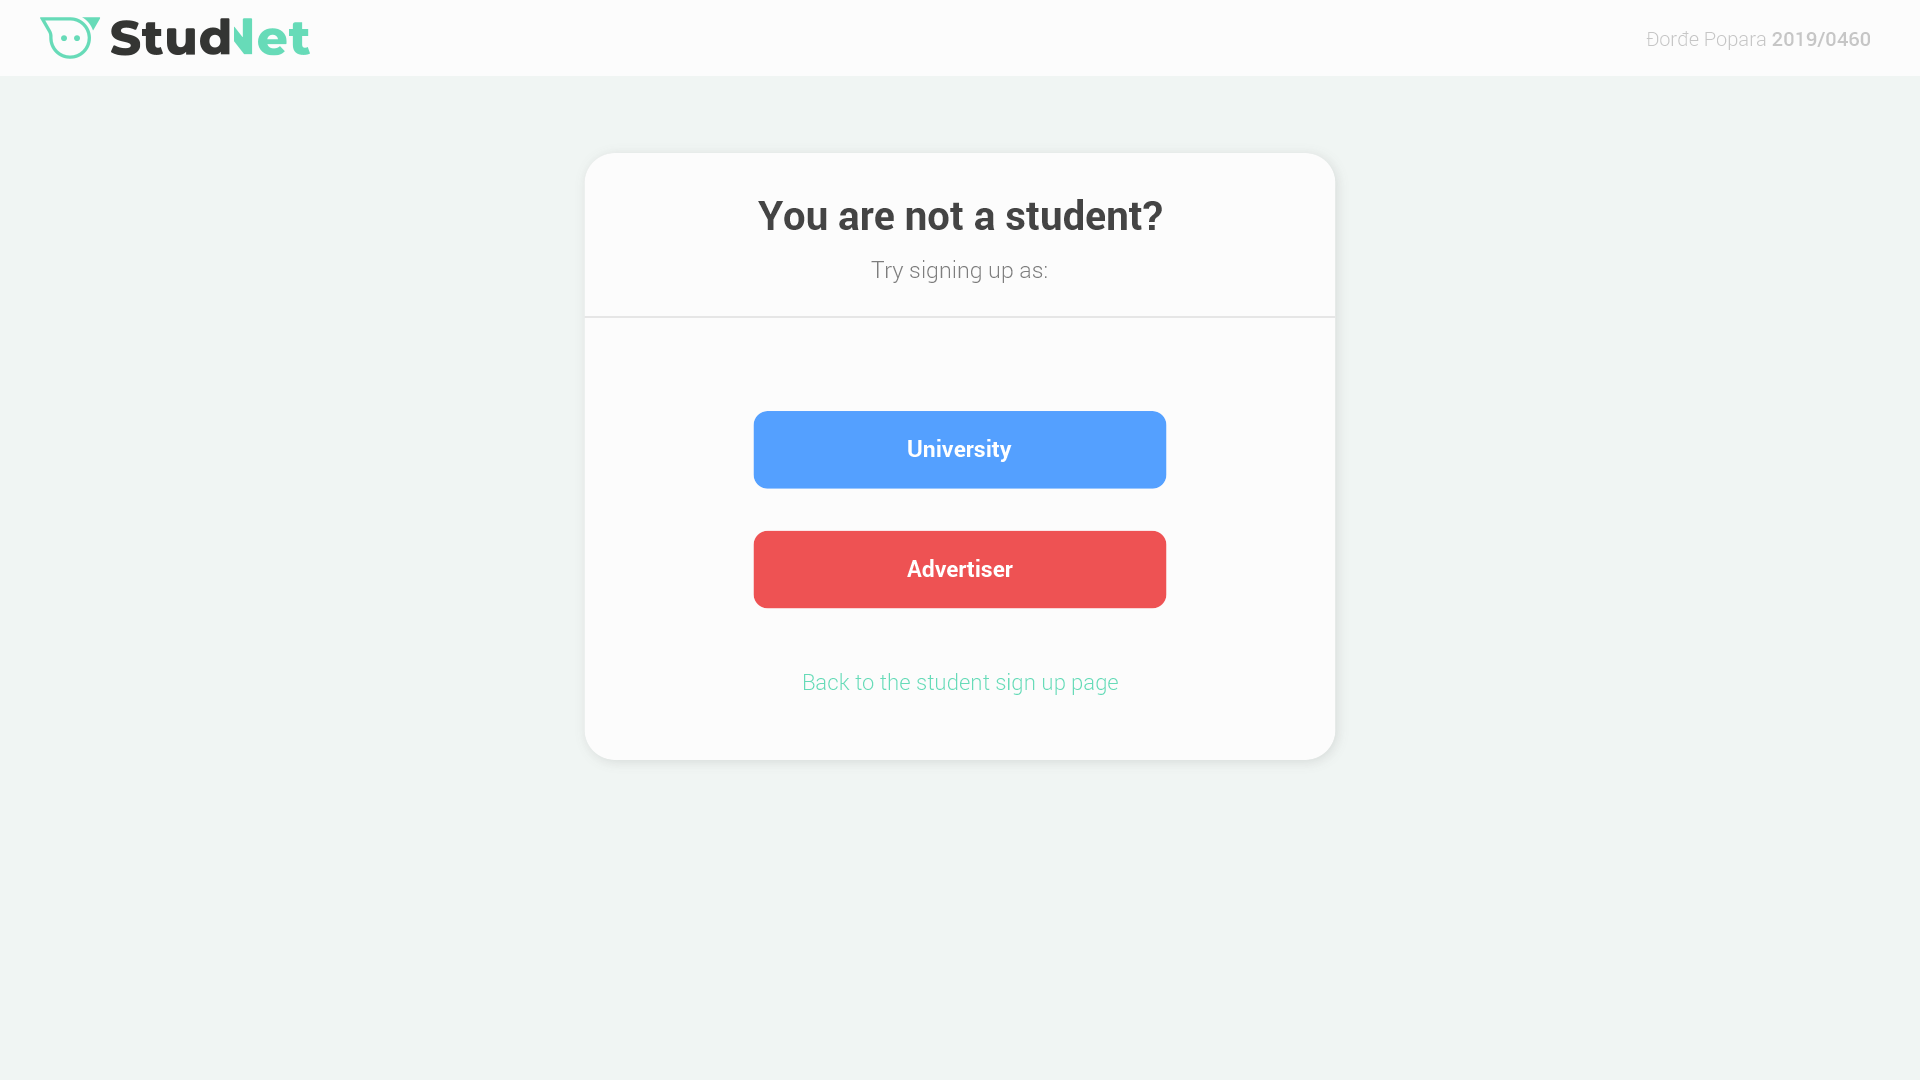 StudNet
Đorđe Popara 2019/0460
You are not a student?
Try signing up as:
University
Advertiser
Back to the student sign up page